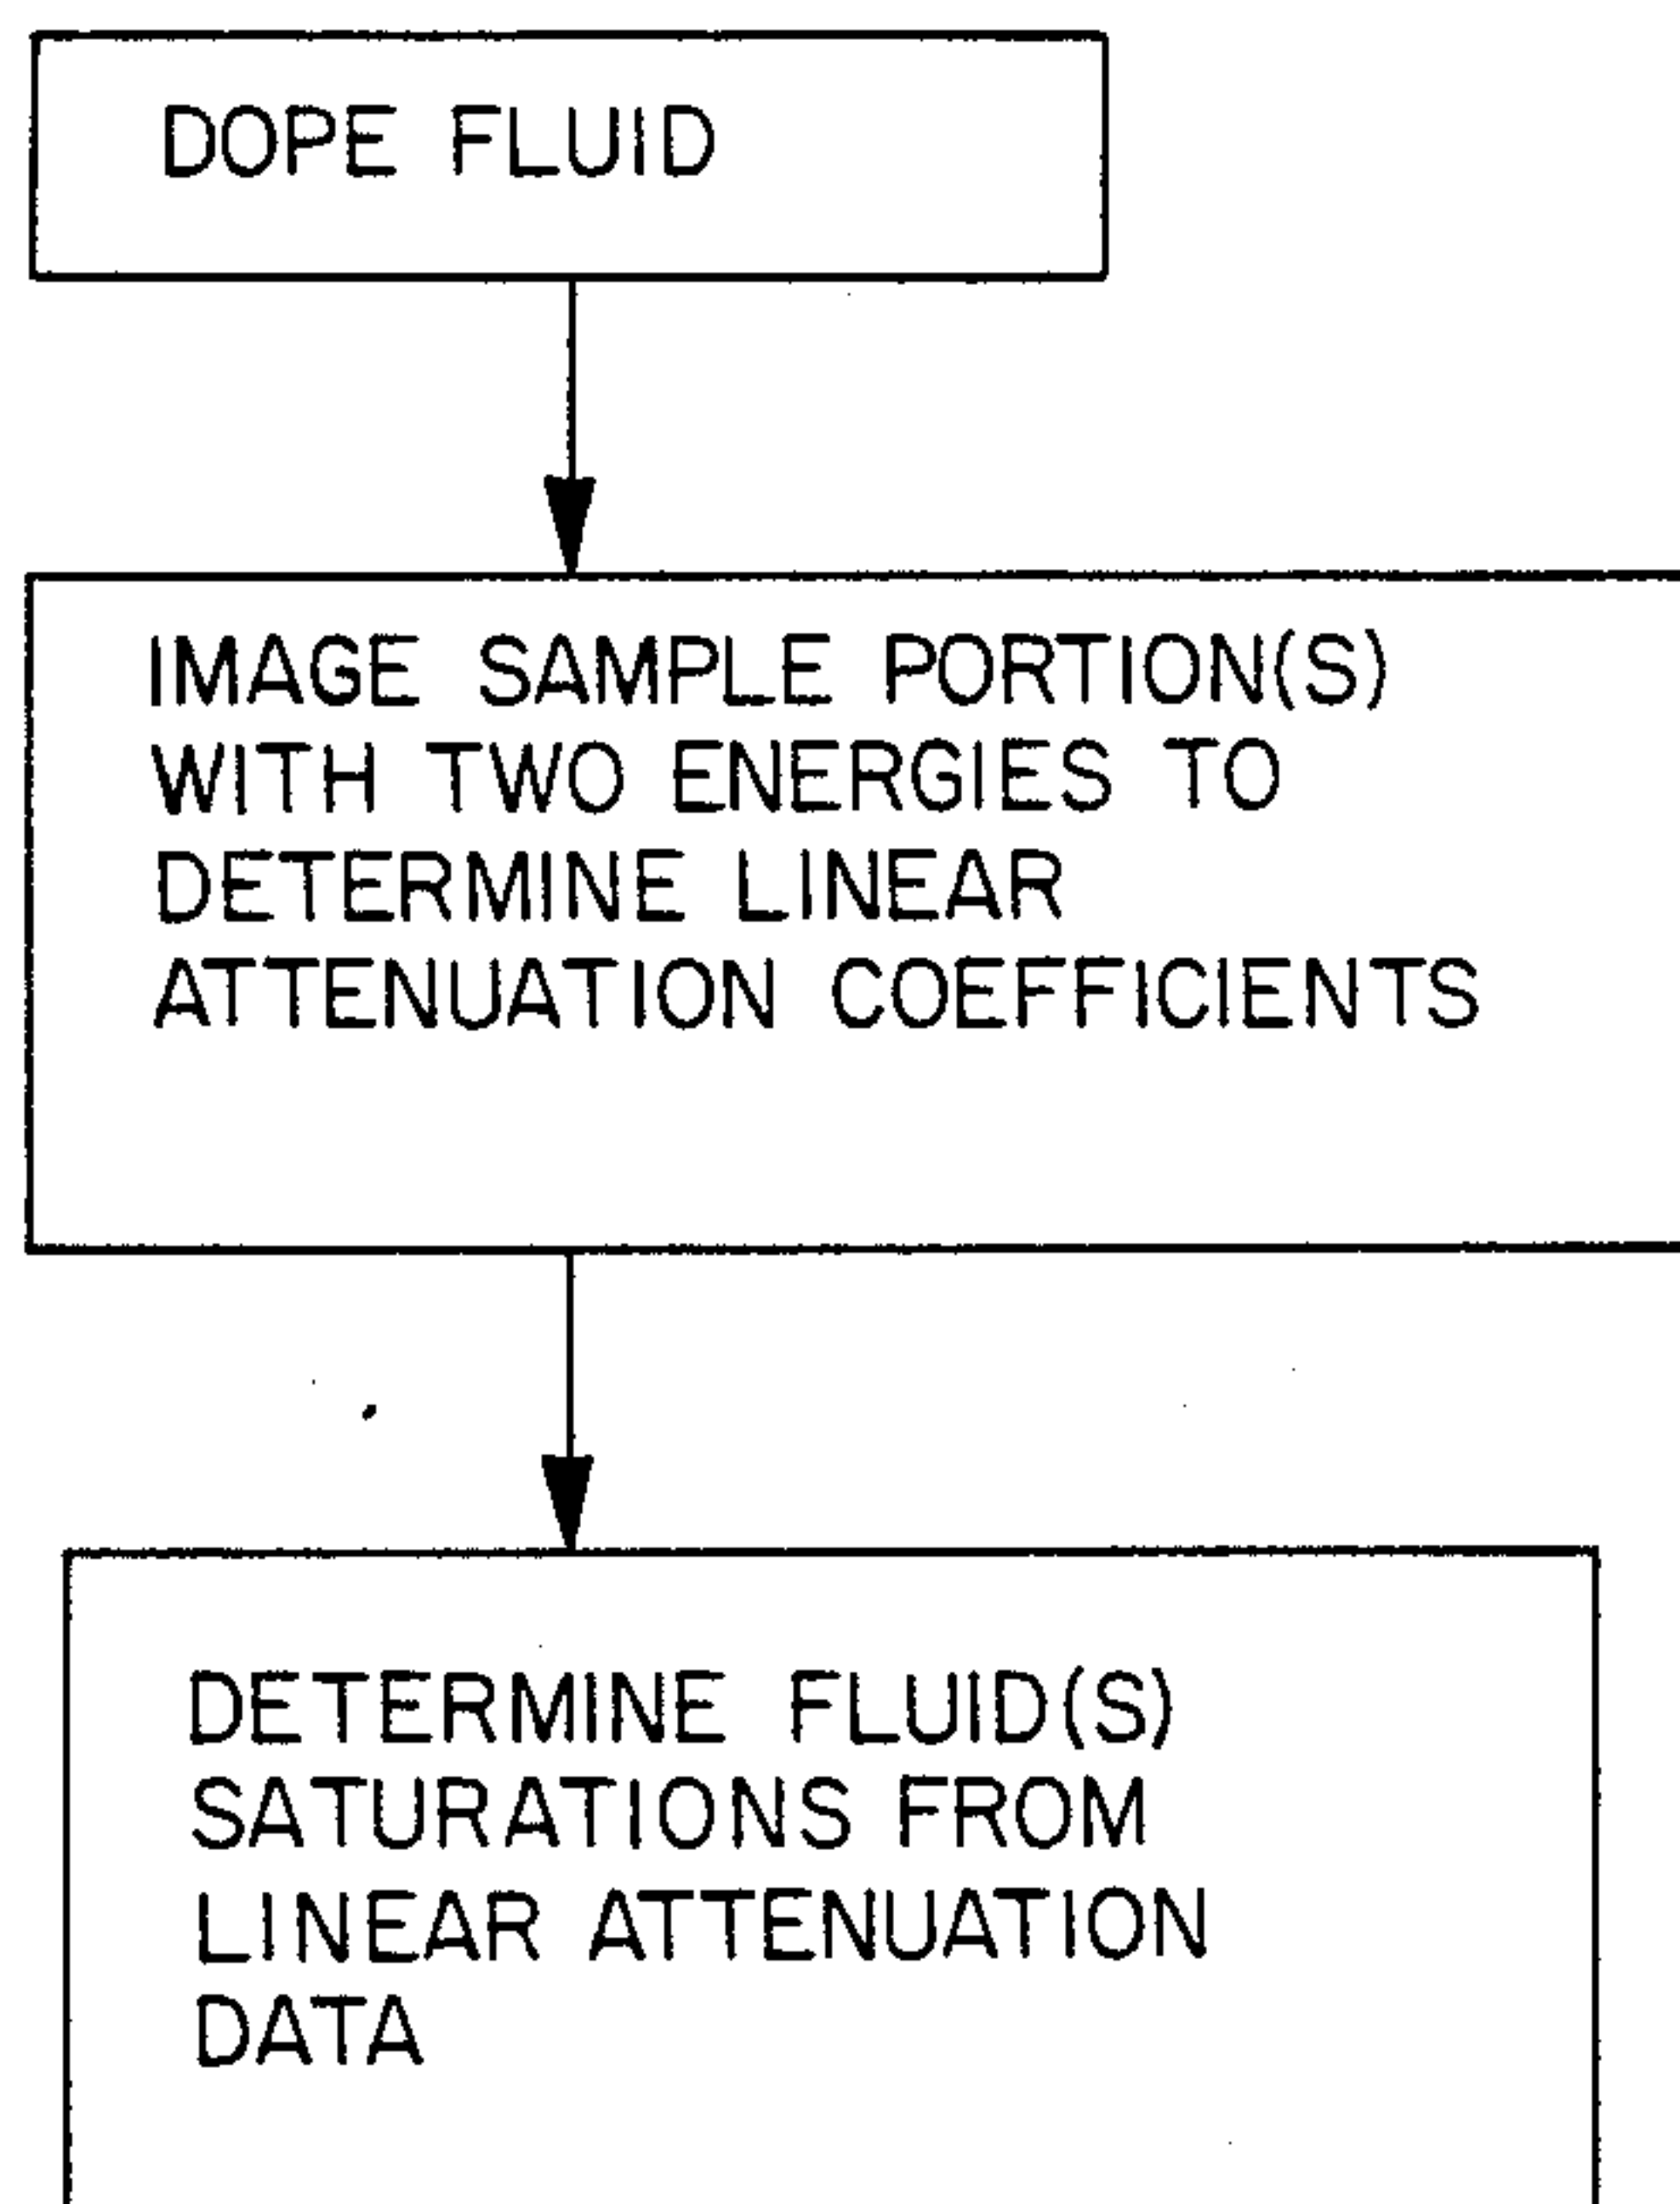 DOPE FLUID
IMAGE SAMPLE PORTION(S)
WITH TWO ENERGIES TO
DETERMINE LINEAR
ATTENUATION COEFFICIENTS
DETERMINE FLUID(S)
SATURATIONS FROM
LINEAR ATTENUATION
DATA